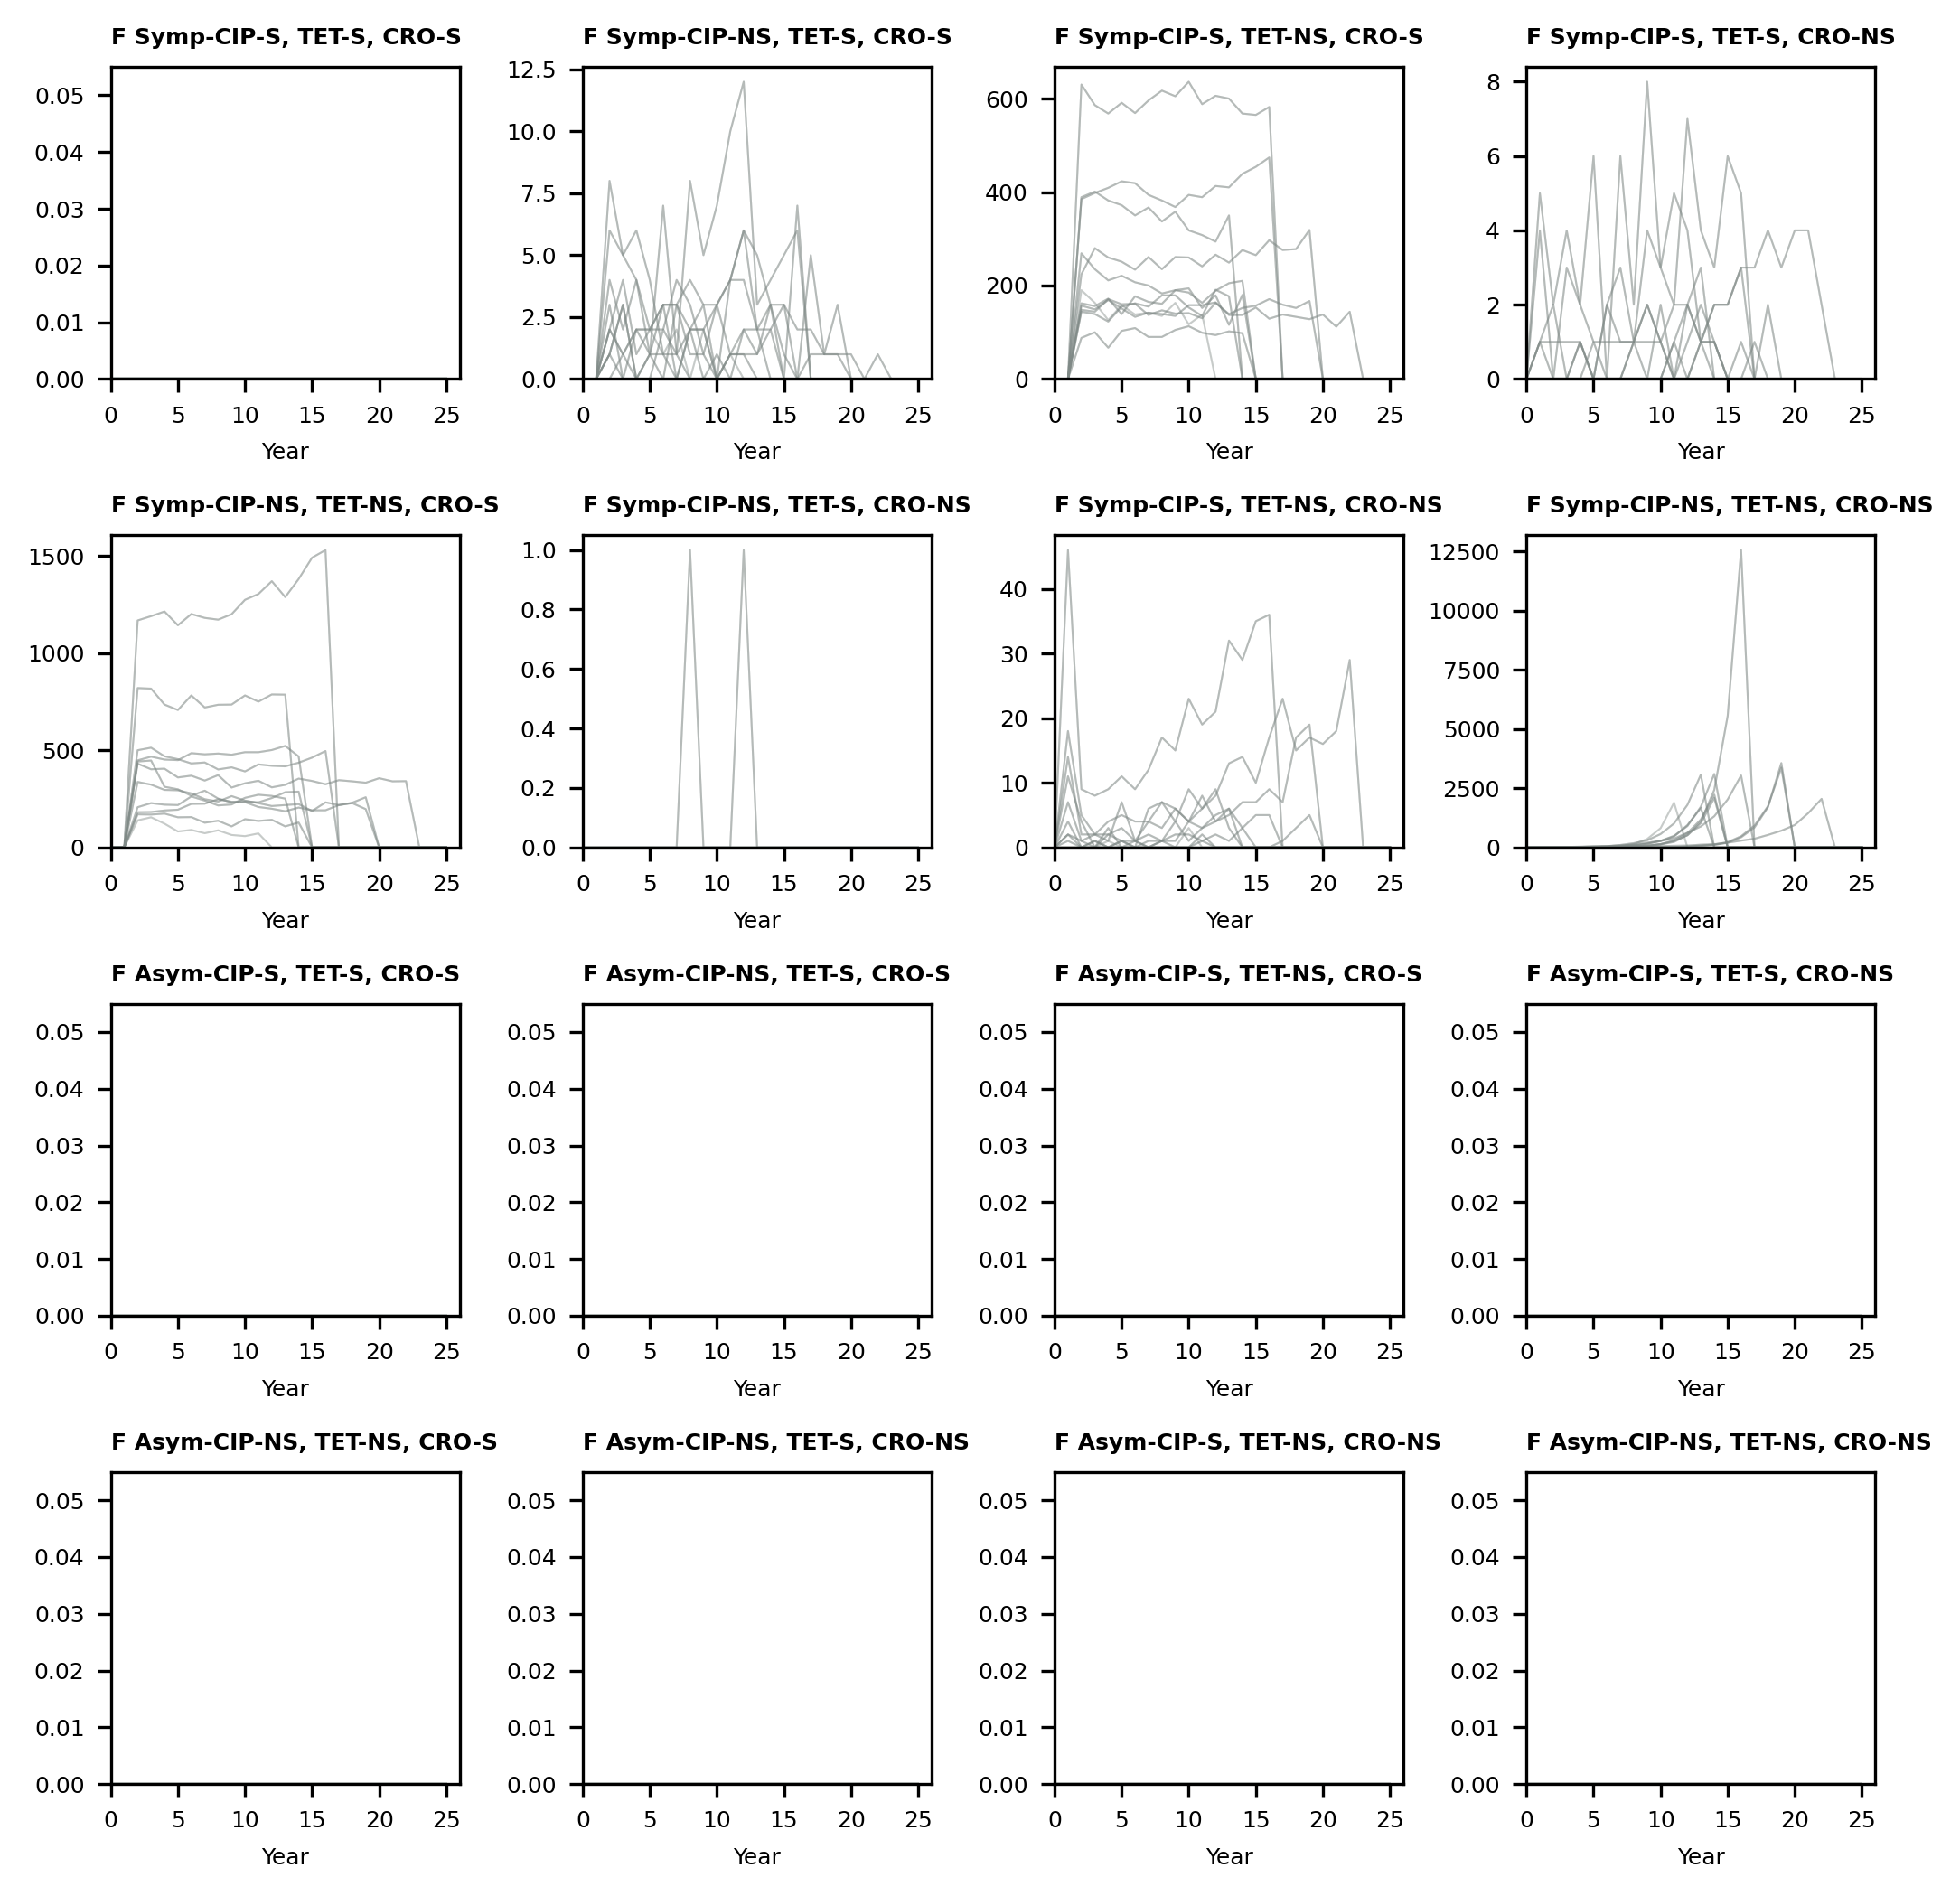 F Symp-CIP-S, TET-S, CRO-S
0.05
0.04
0.03
0.02
0.01
0.00
0 5 10 15 20 25
Year
F Symp-CIP-NS, TET-S, CRO-S
12.5
10.0
7.5
5.0
2.5
0.0
0 5 10 15 20 25
Year
F Symp-CIP-S, TET-NS, CRO-S
600
400
200
0
0 5 10 15 20 25
Year
F Symp-CIP-S, TET-S, CRO-NS
8
6
4
2
0
0 5 10 15 20 25
Year
F Symp-CIP-NS, TET-NS, CRO-S
1500
1000
500
0
0 5 10 15 20 25
Year
F Symp-CIP-NS, TET-S, CRO-NS
1.0
0.8
0.6
0.4
0.2
0.0
0 5 10 15 20 25
Year
F Symp-CIP-S, TET-NS, CRO-NS
40
30
20
10
0
0 5 10 15 20 25
Year
F Symp-CIP-NS, TET-NS, CRO-NS
12500
10000
7500
5000
2500
0
0 5 10 15 20 25
Year
F Asym-CIP-S, TET-S, CRO-S
0.05
0.04
0.03
0.02
0.01
0.00
0 5 10 15 20 25
Year
F Asym-CIP-NS, TET-S, CRO-S
0.05
0.04
0.03
0.02
0.01
0.00
0 5 10 15 20 25
Year
F Asym-CIP-S, TET-NS, CRO-S
0.05
0.04
0.03
0.02
0.01
0.00
0 5 10 15 20 25
Year
F Asym-CIP-S, TET-S, CRO-NS
0.05
0.04
0.03
0.02
0.01
0.00
0 5 10 15 20 25
Year
F Asym-CIP-NS, TET-NS, CRO-S
0.05
0.04
0.03
0.02
0.01
0.00
0 5 10 15 20 25
Year
F Asym-CIP-NS, TET-S, CRO-NS
0.05
0.04
0.03
0.02
0.01
0.00
0 5 10 15 20 25
Year
F Asym-CIP-S, TET-NS, CRO-NS
0.05
0.04
0.03
0.02
0.01
0.00
0 5 10 15 20 25
Year
F Asym-CIP-NS, TET-NS, CRO-NS
0.05
0.04
0.03
0.02
0.01
0.00
0 5 10 15 20 25
Year